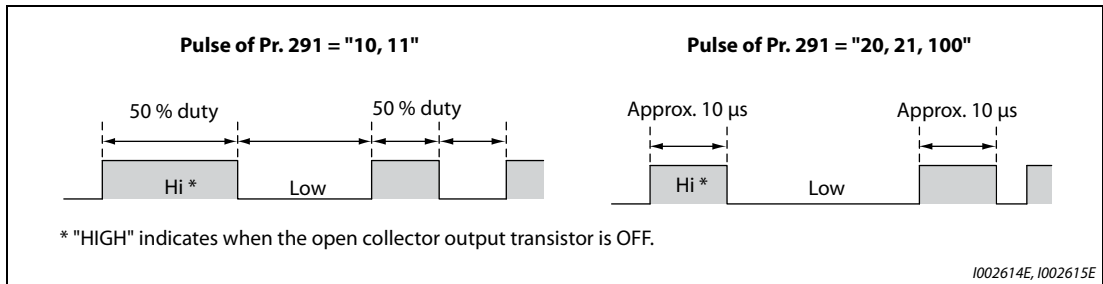 Pulse of Pr. 291 = "10, 11"
50 % duty
50 % duty
Hi *
Low
Pulse of Pr. 291 = "20, 21, 100"
Approx. 10 µs
Approx. 10 µs
Hi *
Low
* "HIGH" indicates when the open collector output transistor is OFF.
I002614E, I002615E